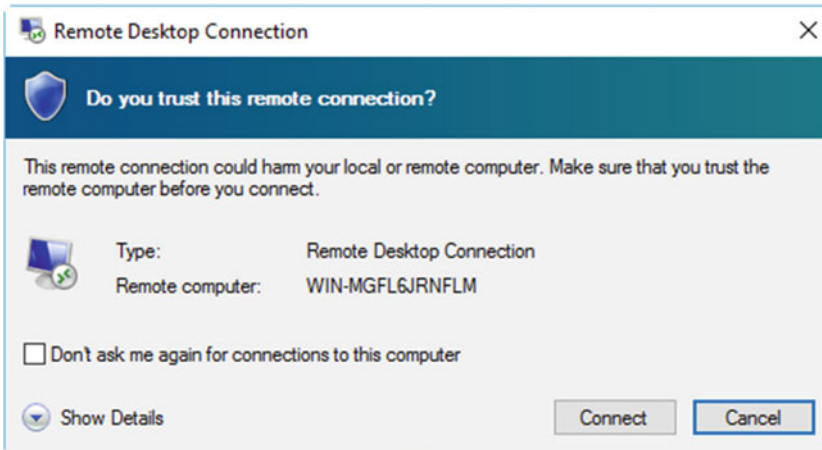 Remote Desktop Connection
Do you trust this remote connection?
This remote connection could harm your local or remote computer. Make sure that you trust the
remote computer before you connect.
Type: Remote Desktop Connection
Remote computer: WIN-MGFL6JRNFLM
Don't ask me again for connections to this computer
Show Details Connect Cancel